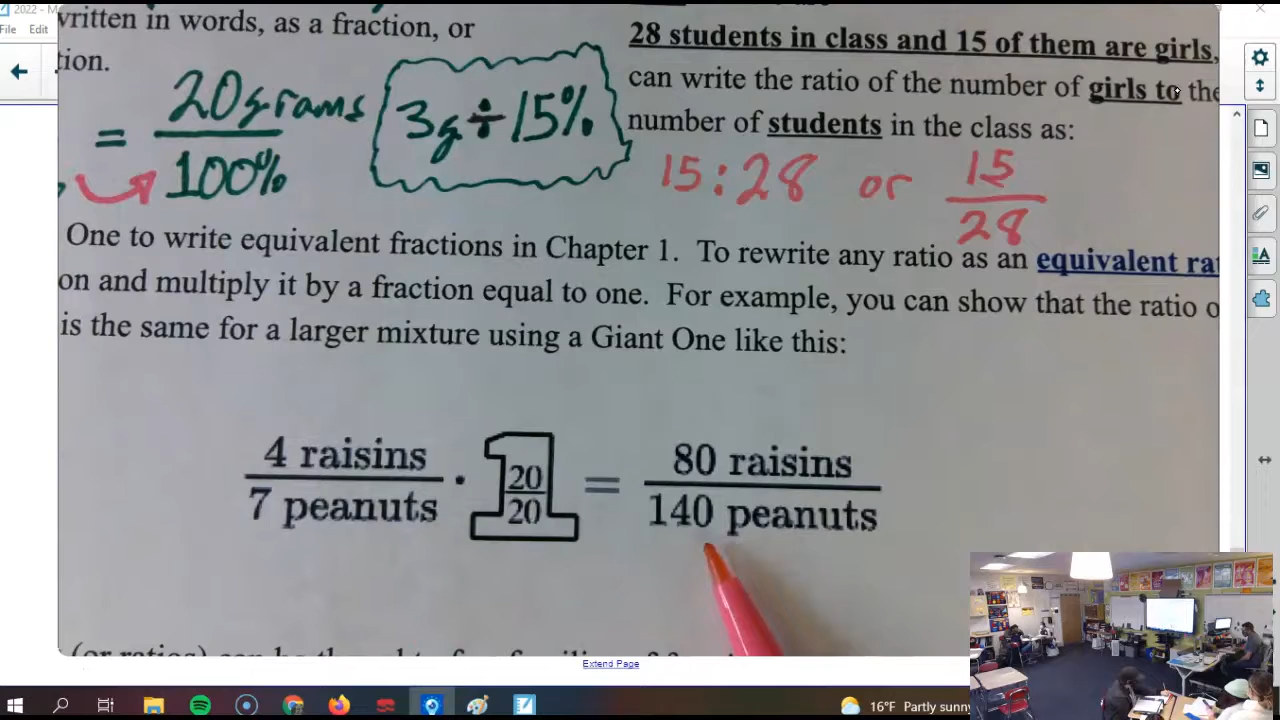 2022 - M
File Edit
written in words, as a fraction, or
tion.
= 20grams
100%
3g ÷ 15%
28 students in class and 15 of them are girls,
can write the ratio of the number of girls to the
number of students in the class as:
15:28 or 15
28
One to write equivalent fractions in Chapter 1. To rewrite any ratio as an equivalent ra
on and multiply it by a fraction equal to one. For example, you can show that the ratio o
is the same for a larger mixture using a Giant One like this:
4 raisins · 20 = 80 raisins
7 peanuts 20 140 peanuts
Extend Page
16°F Partly sunny